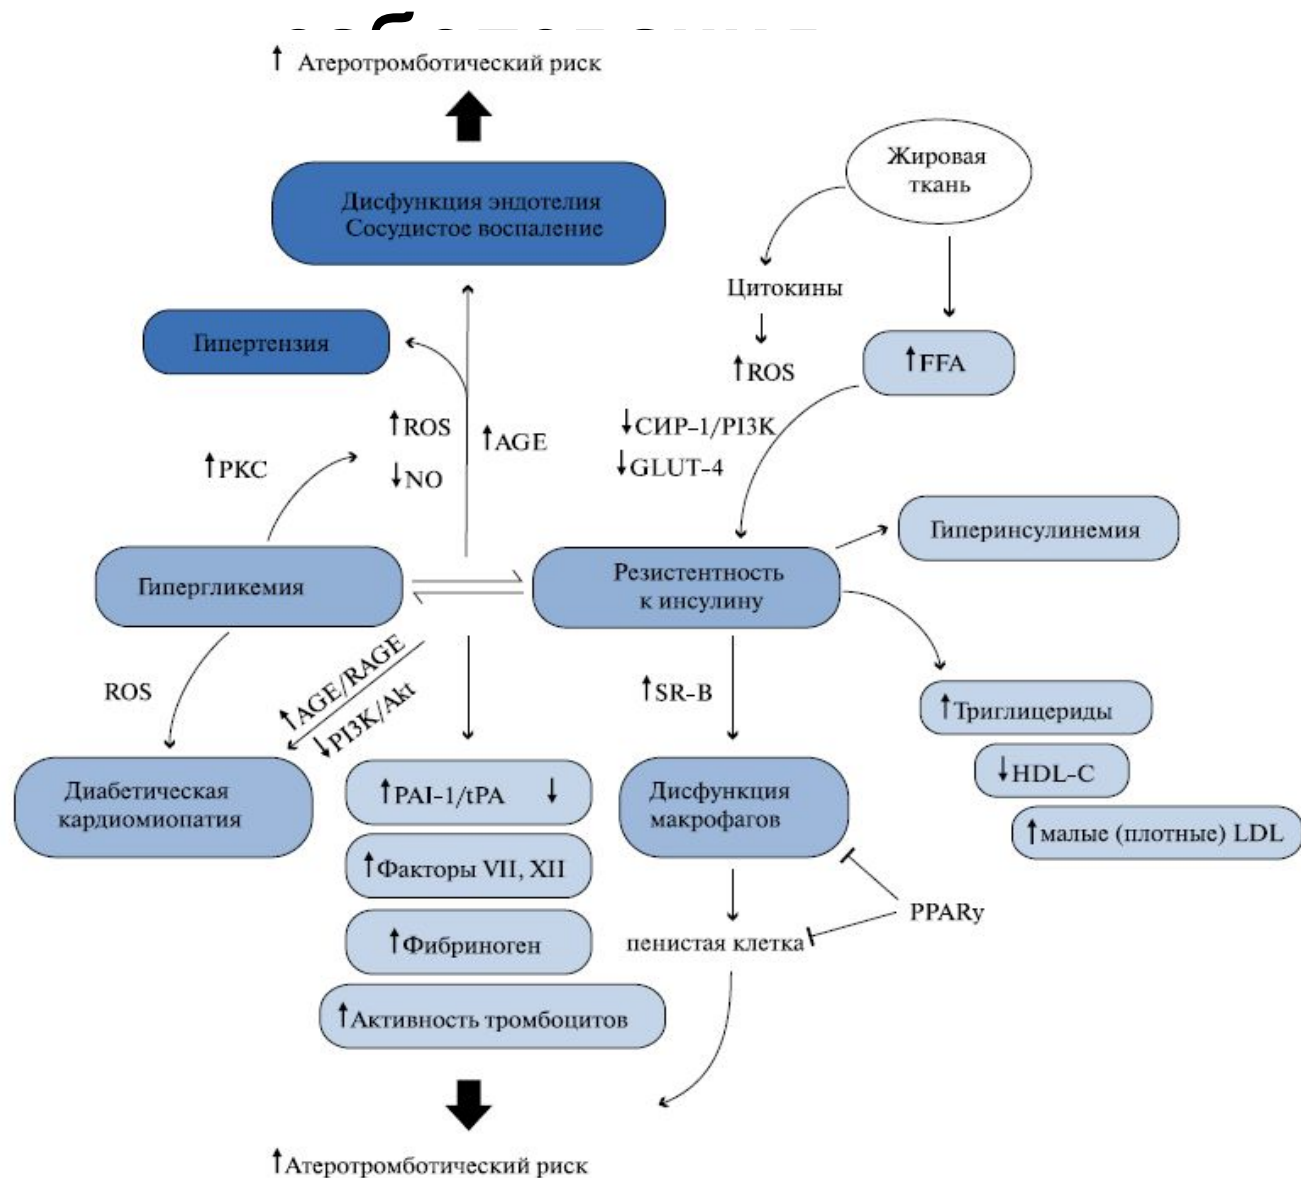 ↑ Атеротромботический риск
Жировая
ткань
Дисфункция эндотелия
Сосудистое воспаление
Цитокины
Гипертензия
↑ROS
↑FFA
↑ROS
↑AGE
↓СИР-1/PI3K
↑PKC
↓NO
↓GLUT-4
Гиперинсулинемия
Гипергликемия
Резистентность
к инсулину
ROS
↑AGE/RAGE
↓PI3K/Akt
↑SR-B
↑Триглицериды
↓HDL-C
↑малые (плотные) LDL
Диабетическая
кардиомиопатия
↑PAI-1/tPA ↓
Дисфункция
макрофагов
↑Факторы VII, XII
PPARy
↑Фибриноген
пенистая клетка
↑Активность тромбоцитов
↑Атеротромботический риск